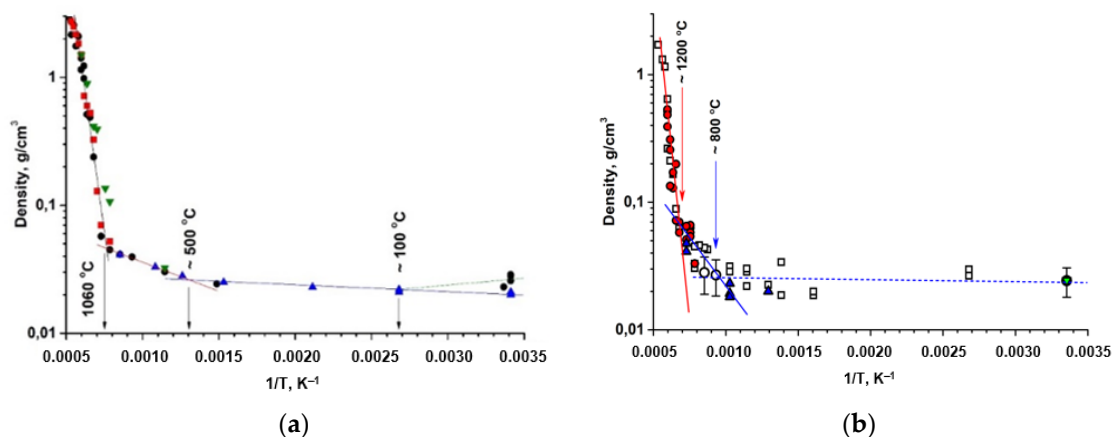 1
0,1
0,01
Density, g/cm³
1060 °C
~ 500 °C
~ 100 °C
0.0005 0.0010 0.0015 0.0020 0.0025 0.0030 0.0035
1/T, K⁻¹
(a)
1
0,1
0,01
Density, g/cm³
~ 1200 °C
~ 800 °C
0.0005 0.0010 0.0015 0.0020 0.0025 0.0030 0.0035
1/T, K⁻¹
(b)